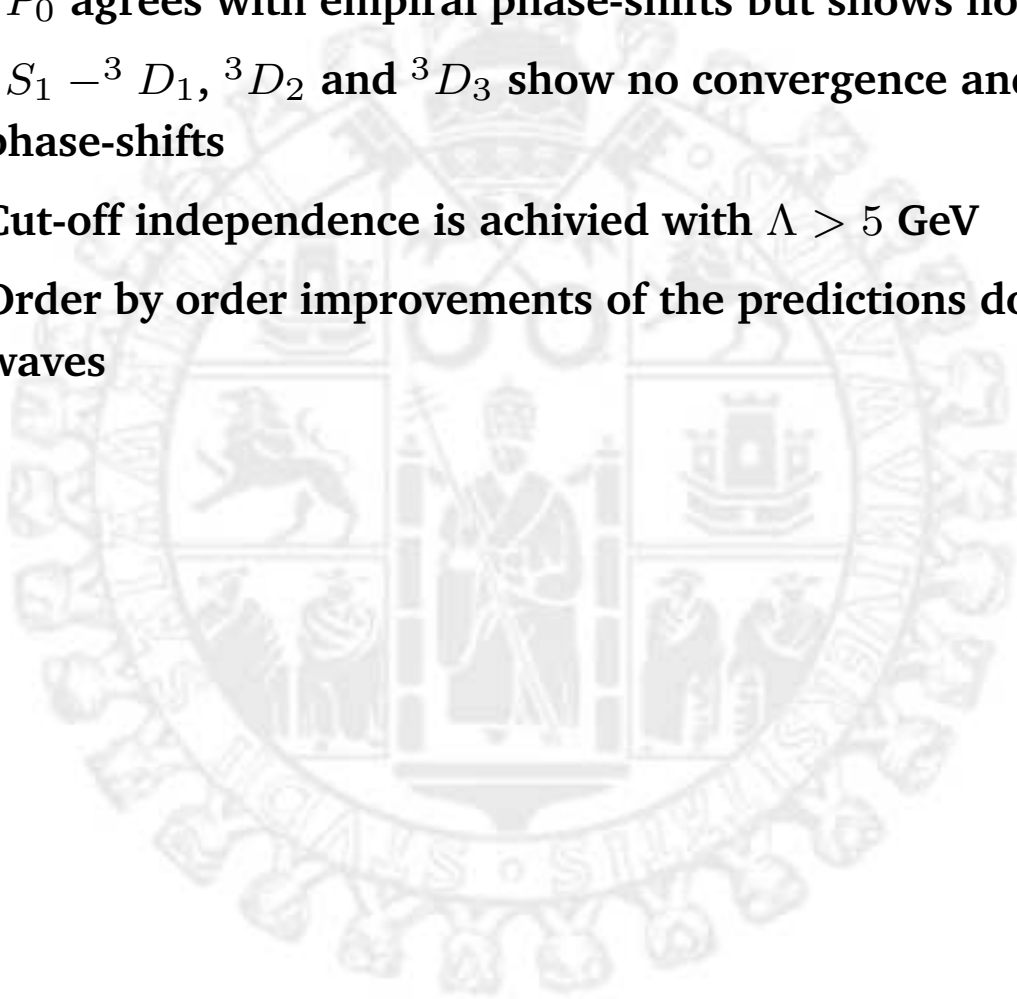 P₀ agrees with empiral phase-shifts but shows no
S₁ −³ D₁, ³D₂ and ³D₃ show no convergence and
phase-shifts
Cut-off independence is achivied with Λ > 5 GeV
Order by order improvements of the predictions do
waves